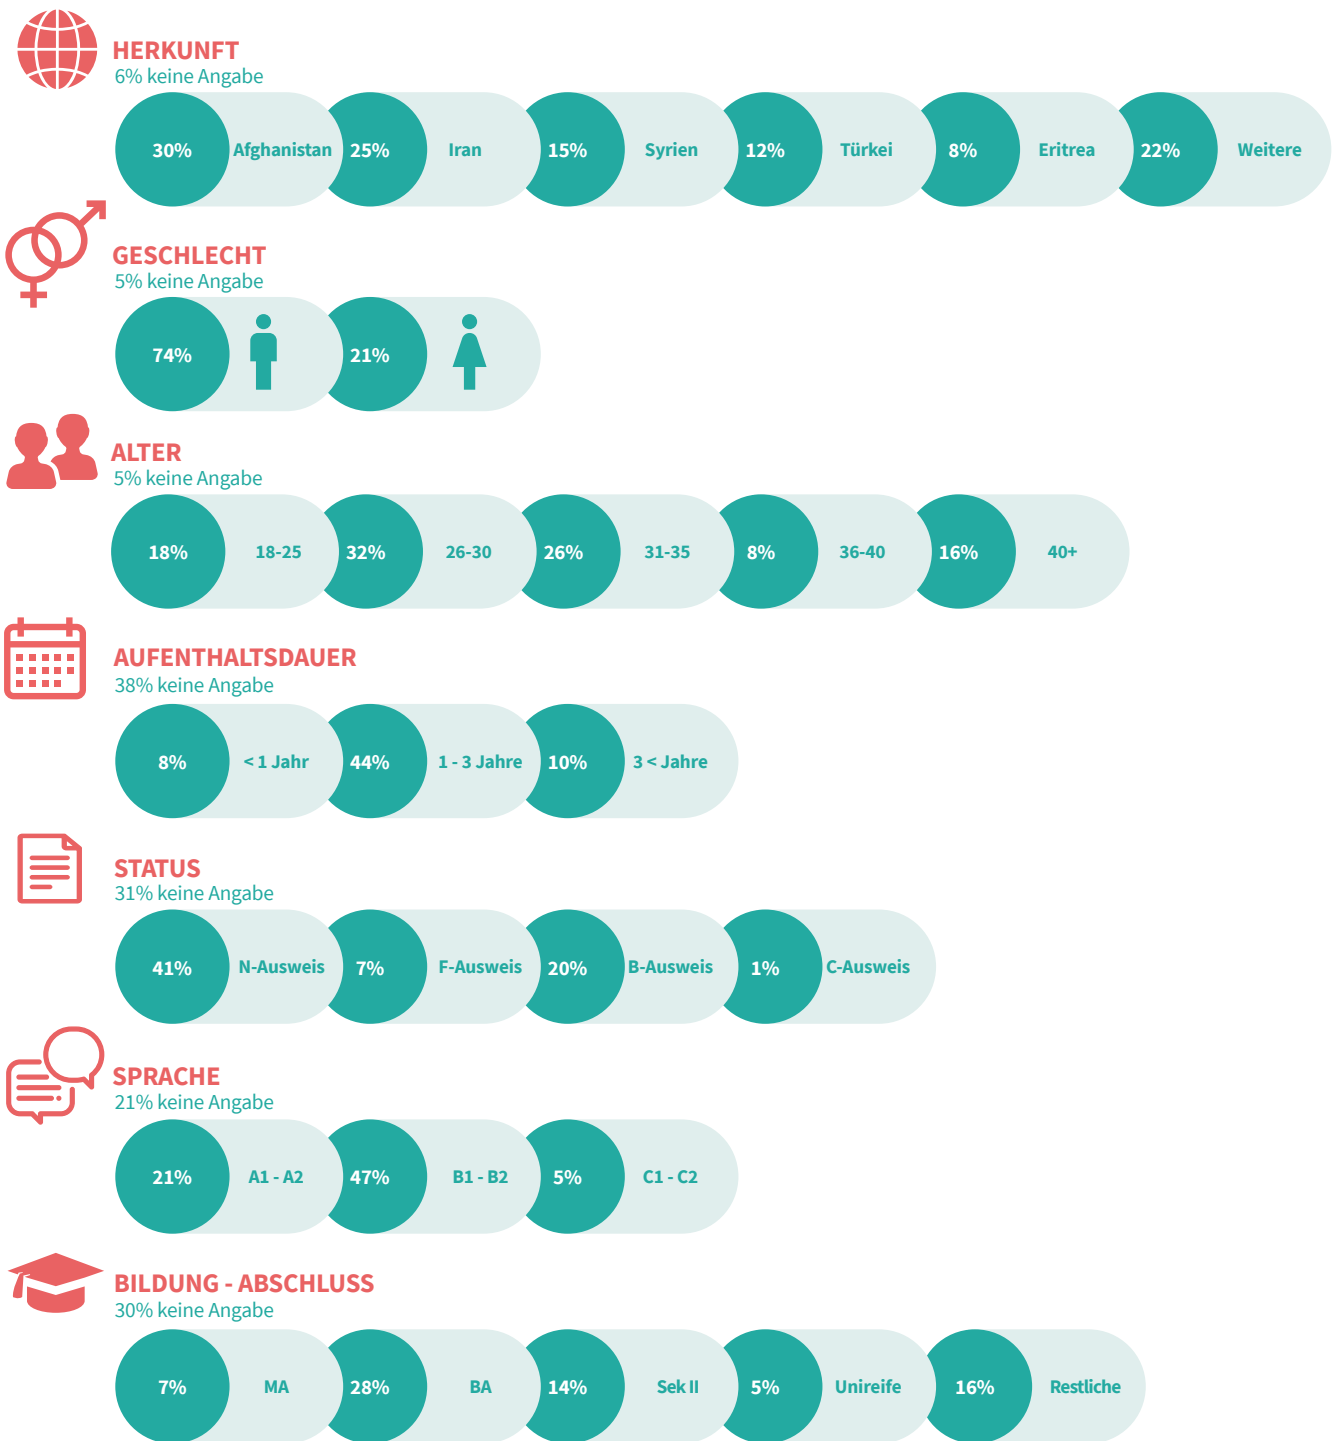 HERKUNFT
6% keine Angabe
30% Afghanistan 25% Iran 15% Syrien 12% Türkei 8% Eritrea 22% Weitere
GESCHLECHT
5% keine Angabe
74% 21%
ALTER
5% keine Angabe
18% 18-25 32% 26-30 26% 31-35 8% 36-40 16% 40+
AUFENTHALTSDAUER
38% keine Angabe
8% < 1 Jahr 44% 1 - 3 Jahre 10% 3 < Jahre
STATUS
31% keine Angabe
41% N-Ausweis 7% F-Ausweis 20% B-Ausweis 1% C-Ausweis
SPRACHE
21% keine Angabe
21% A1 - A2 47% B1 - B2 5% C1 - C2
BILDUNG - ABSCHLUSS
30% keine Angabe
7% MA 28% BA 14% Sek II 5% Unireife 16% Restliche